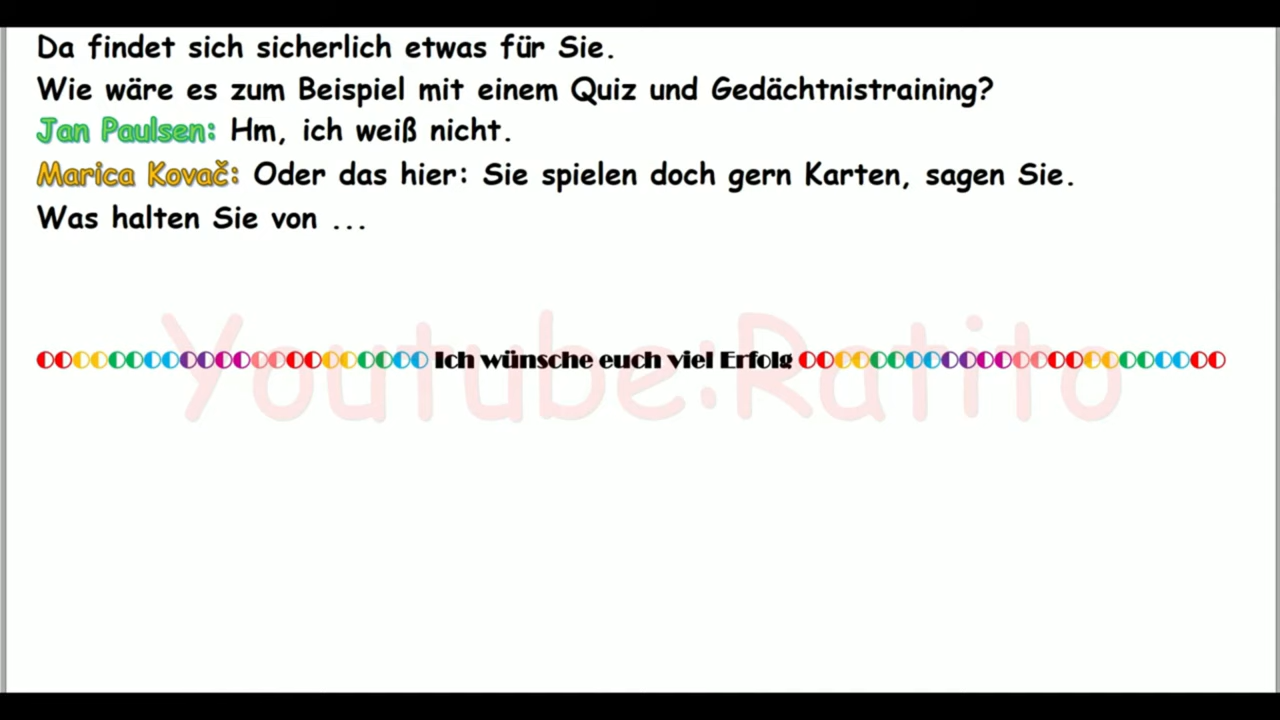 Da findet sich sicherlich etwas für Sie.
Wie wäre es zum Beispiel mit einem Quiz und Gedächtnistraining?
Jan Paulsen: Hm, ich weiß nicht.
Marica Kovač: Oder das hier: Sie spielen doch gern Karten, sagen Sie.
Was halten Sie von ...
Ich wünsche euch viel Erfolg
Youtube:Ratito